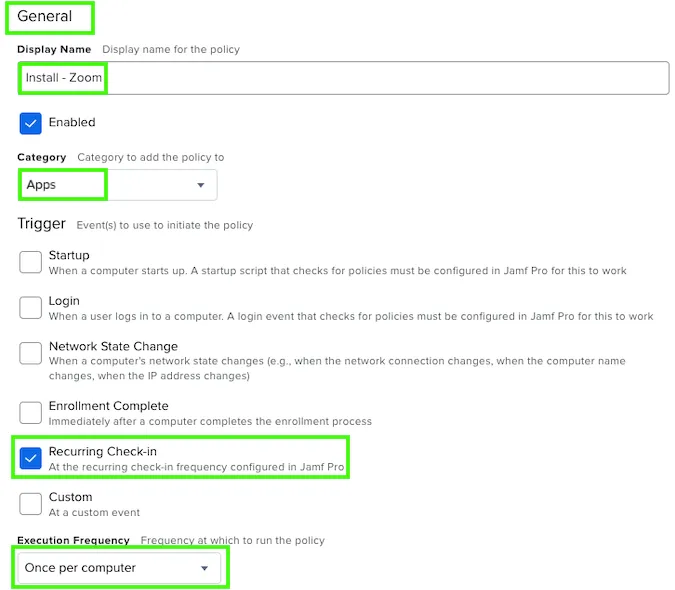 General
Display Name Display name for the policy
Install - Zoom
Enabled
Category Category to add the policy to
Apps
Trigger Event(s) to use to initiate the policy
Startup
When a computer starts up. A startup script that checks for policies must be configured in Jamf Pro for this to work
Login
When a user logs in to a computer. A login event that checks for policies must be configured in Jamf Pro for this to work
Network State Change
When a computer's network state changes (e.g., when the network connection changes, when the computer name
changes, when the IP address changes)
Enrollment Complete
Immediately after a computer completes the enrollment process
Recurring Check-in
At the recurring check-in frequency configured in Jamf Pro
Custom
At a custom event
Execution Frequency Frequency at which to run the policy
Once per computer